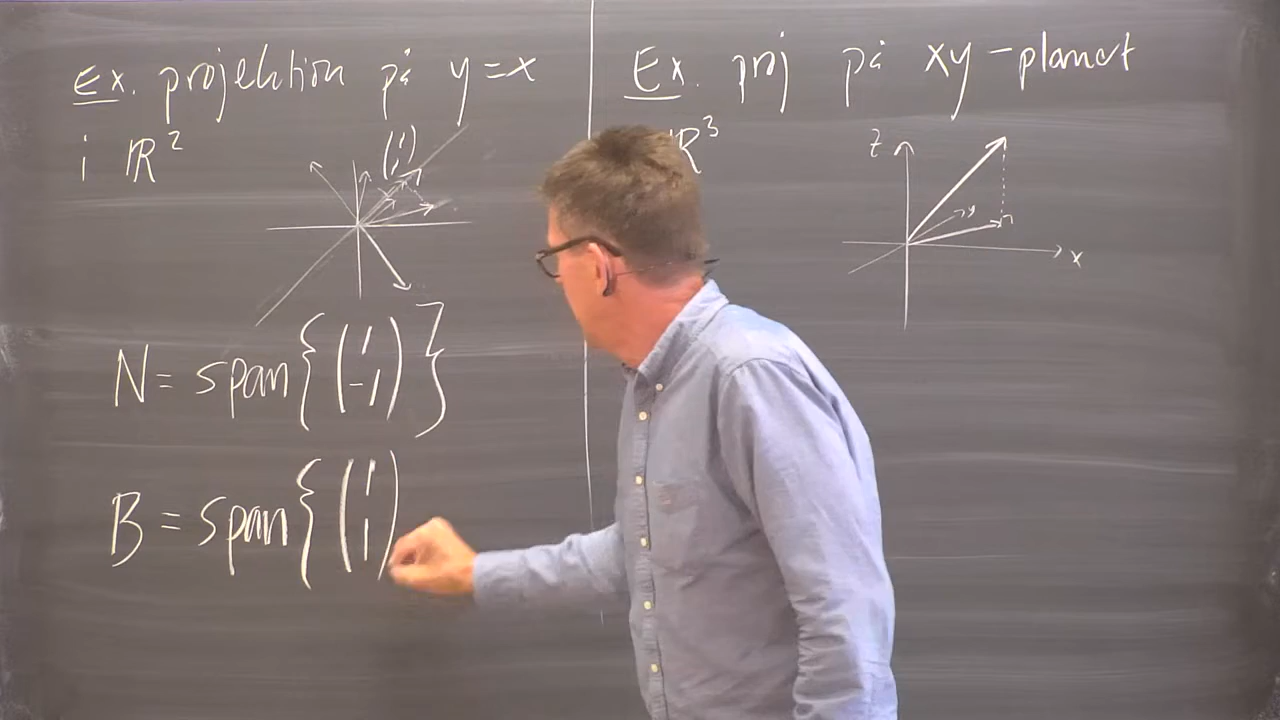 Ex. projektion på y=x
i ℝ²
(1
1)
N = span{(1
-1)}
B = span{(1
1)
Ex. proj på xy-planet
ℝ³
z
y
x